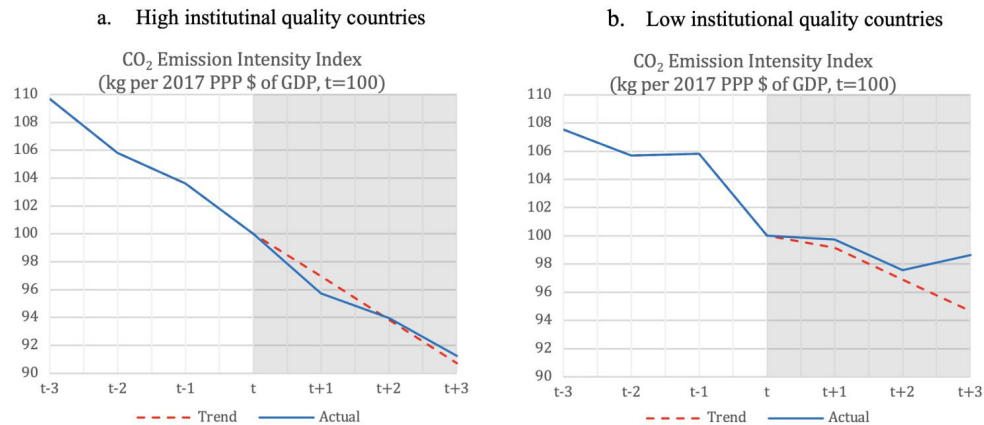 a. High institutinal quality countries
CO₂ Emission Intensity Index
(kg per 2017 PPP $ of GDP, t=100)
110
108
106
104
102
100
98
96
94
92
90
t-3 t-2 t-1 t t+1 t+2 t+3
Trend Actual
b. Low institutional quality countries
CO₂ Emission Intensity Index
(kg per 2017 PPP $ of GDP, t=100)
110
108
106
104
102
100
98
96
94
92
90
t-3 t-2 t-1 t t+1 t+2 t+3
Trend Actual